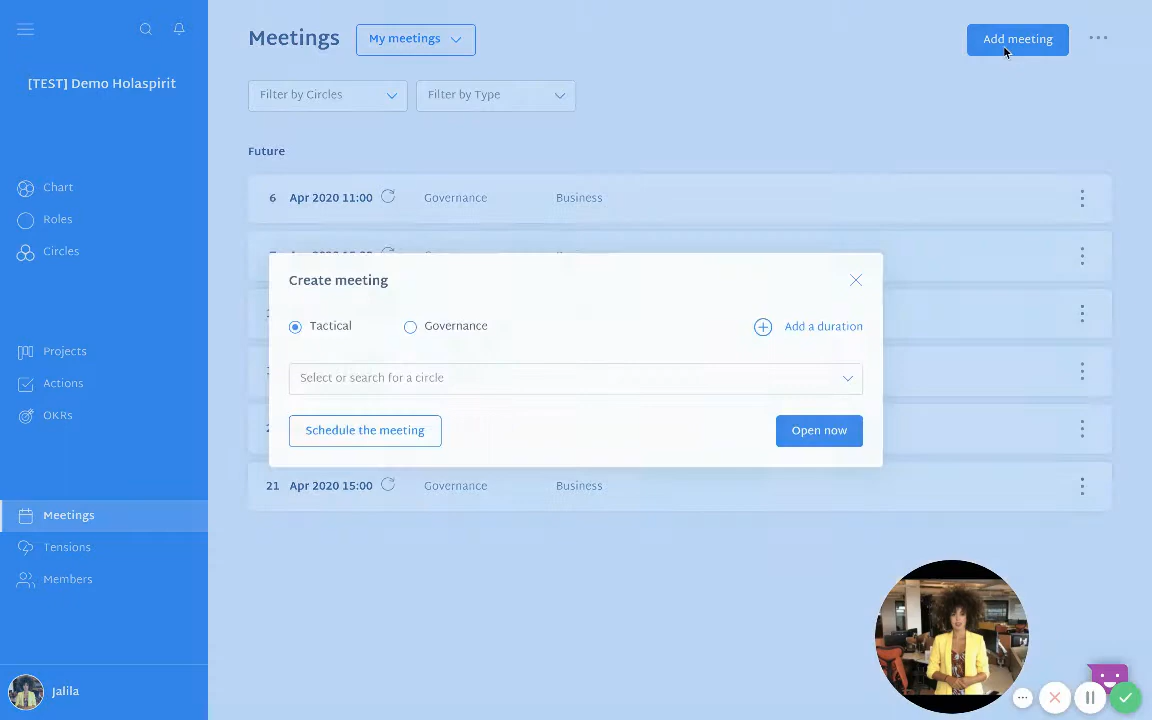 [TEST] Demo Holaspirit
Chart
Roles
Circles
Projects
Actions
OKRs
Meetings
Tensions
Members
Jalila
Meetings
My meetings
Add meeting
Filter by Circles
Filter by Type
Future
6 Apr 2020 11:00 Governance Business
Create meeting
Tactical
Governance
Add a duration
Select or search for a circle
Schedule the meeting
Open now
21 Apr 2020 15:00 Governance Business